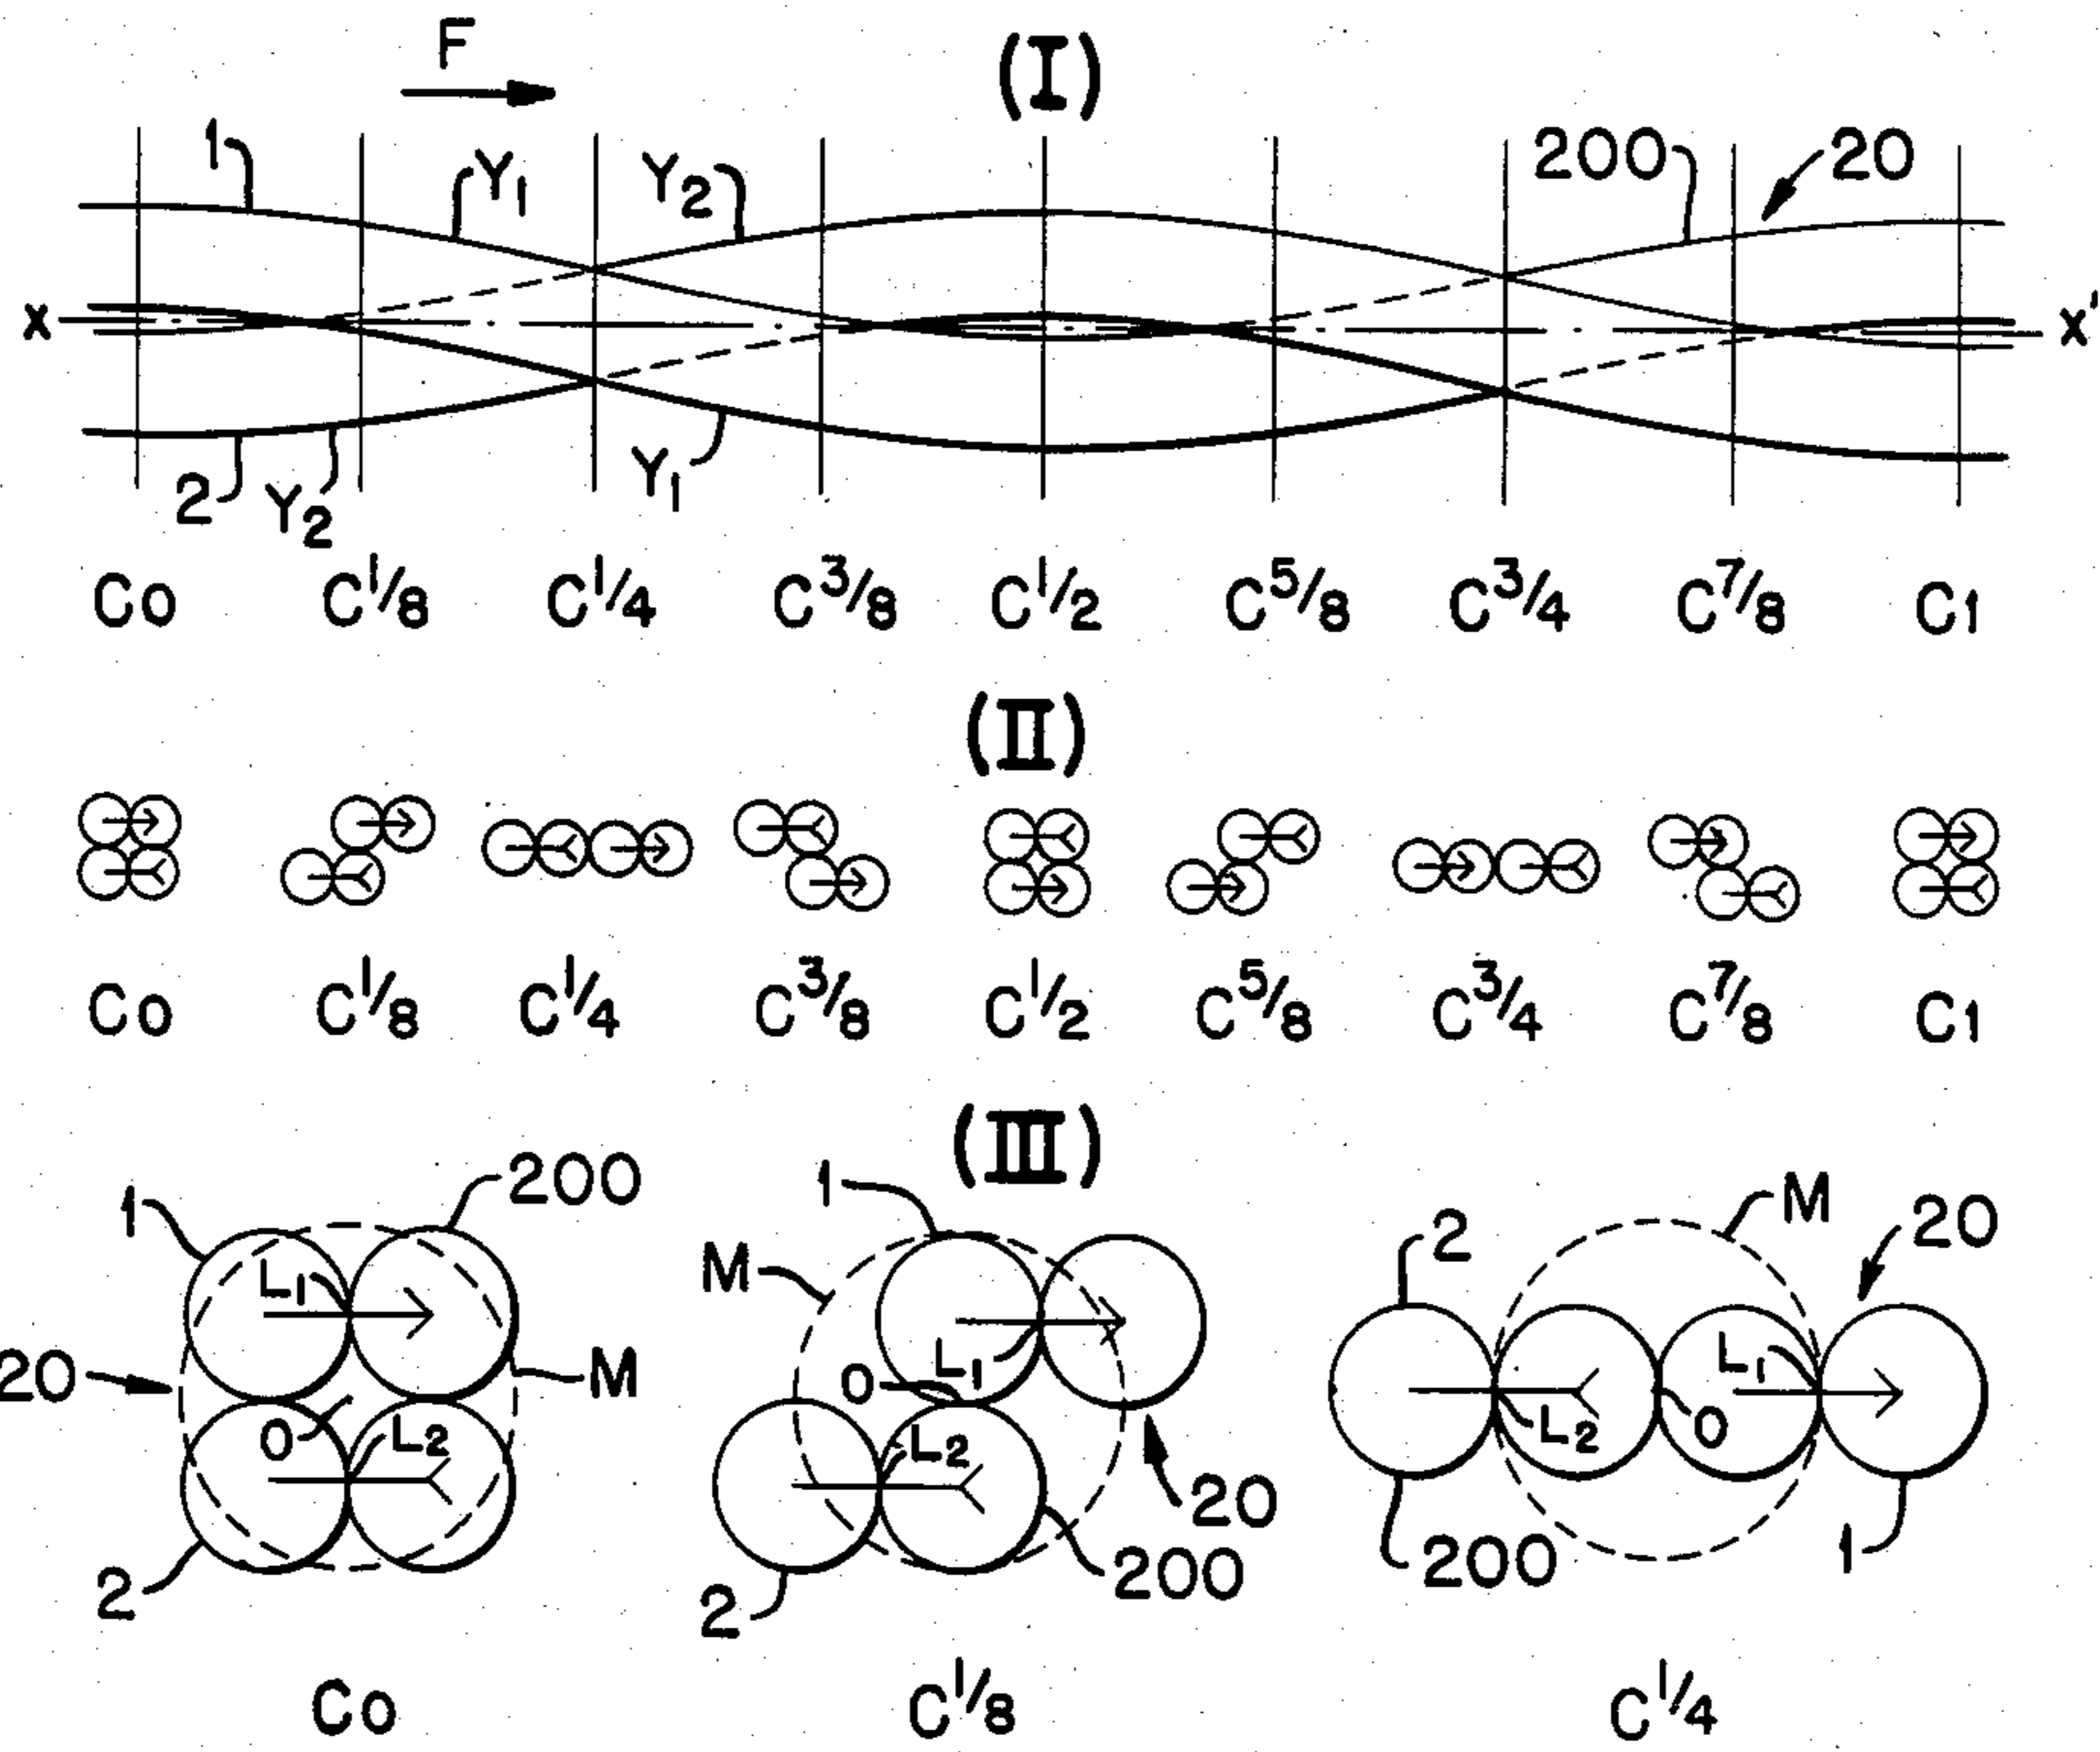 F
(I)
1 Y1 Y2 200 20
X X'
2 Y2 Y1
Co C1/8 C1/4 C3/8 C1/2 C5/8 C3/4 C7/8 C1
(II)
Co C1/8 C1/4 C3/8 C1/2 C5/8 C3/4 C7/8 C1
(III)
1 200 1 M
M 2 20
L1 L1 L1
20 M O
O L2 L2 L2 O
20
2 2 200 200 1
Co C1/8 C1/4